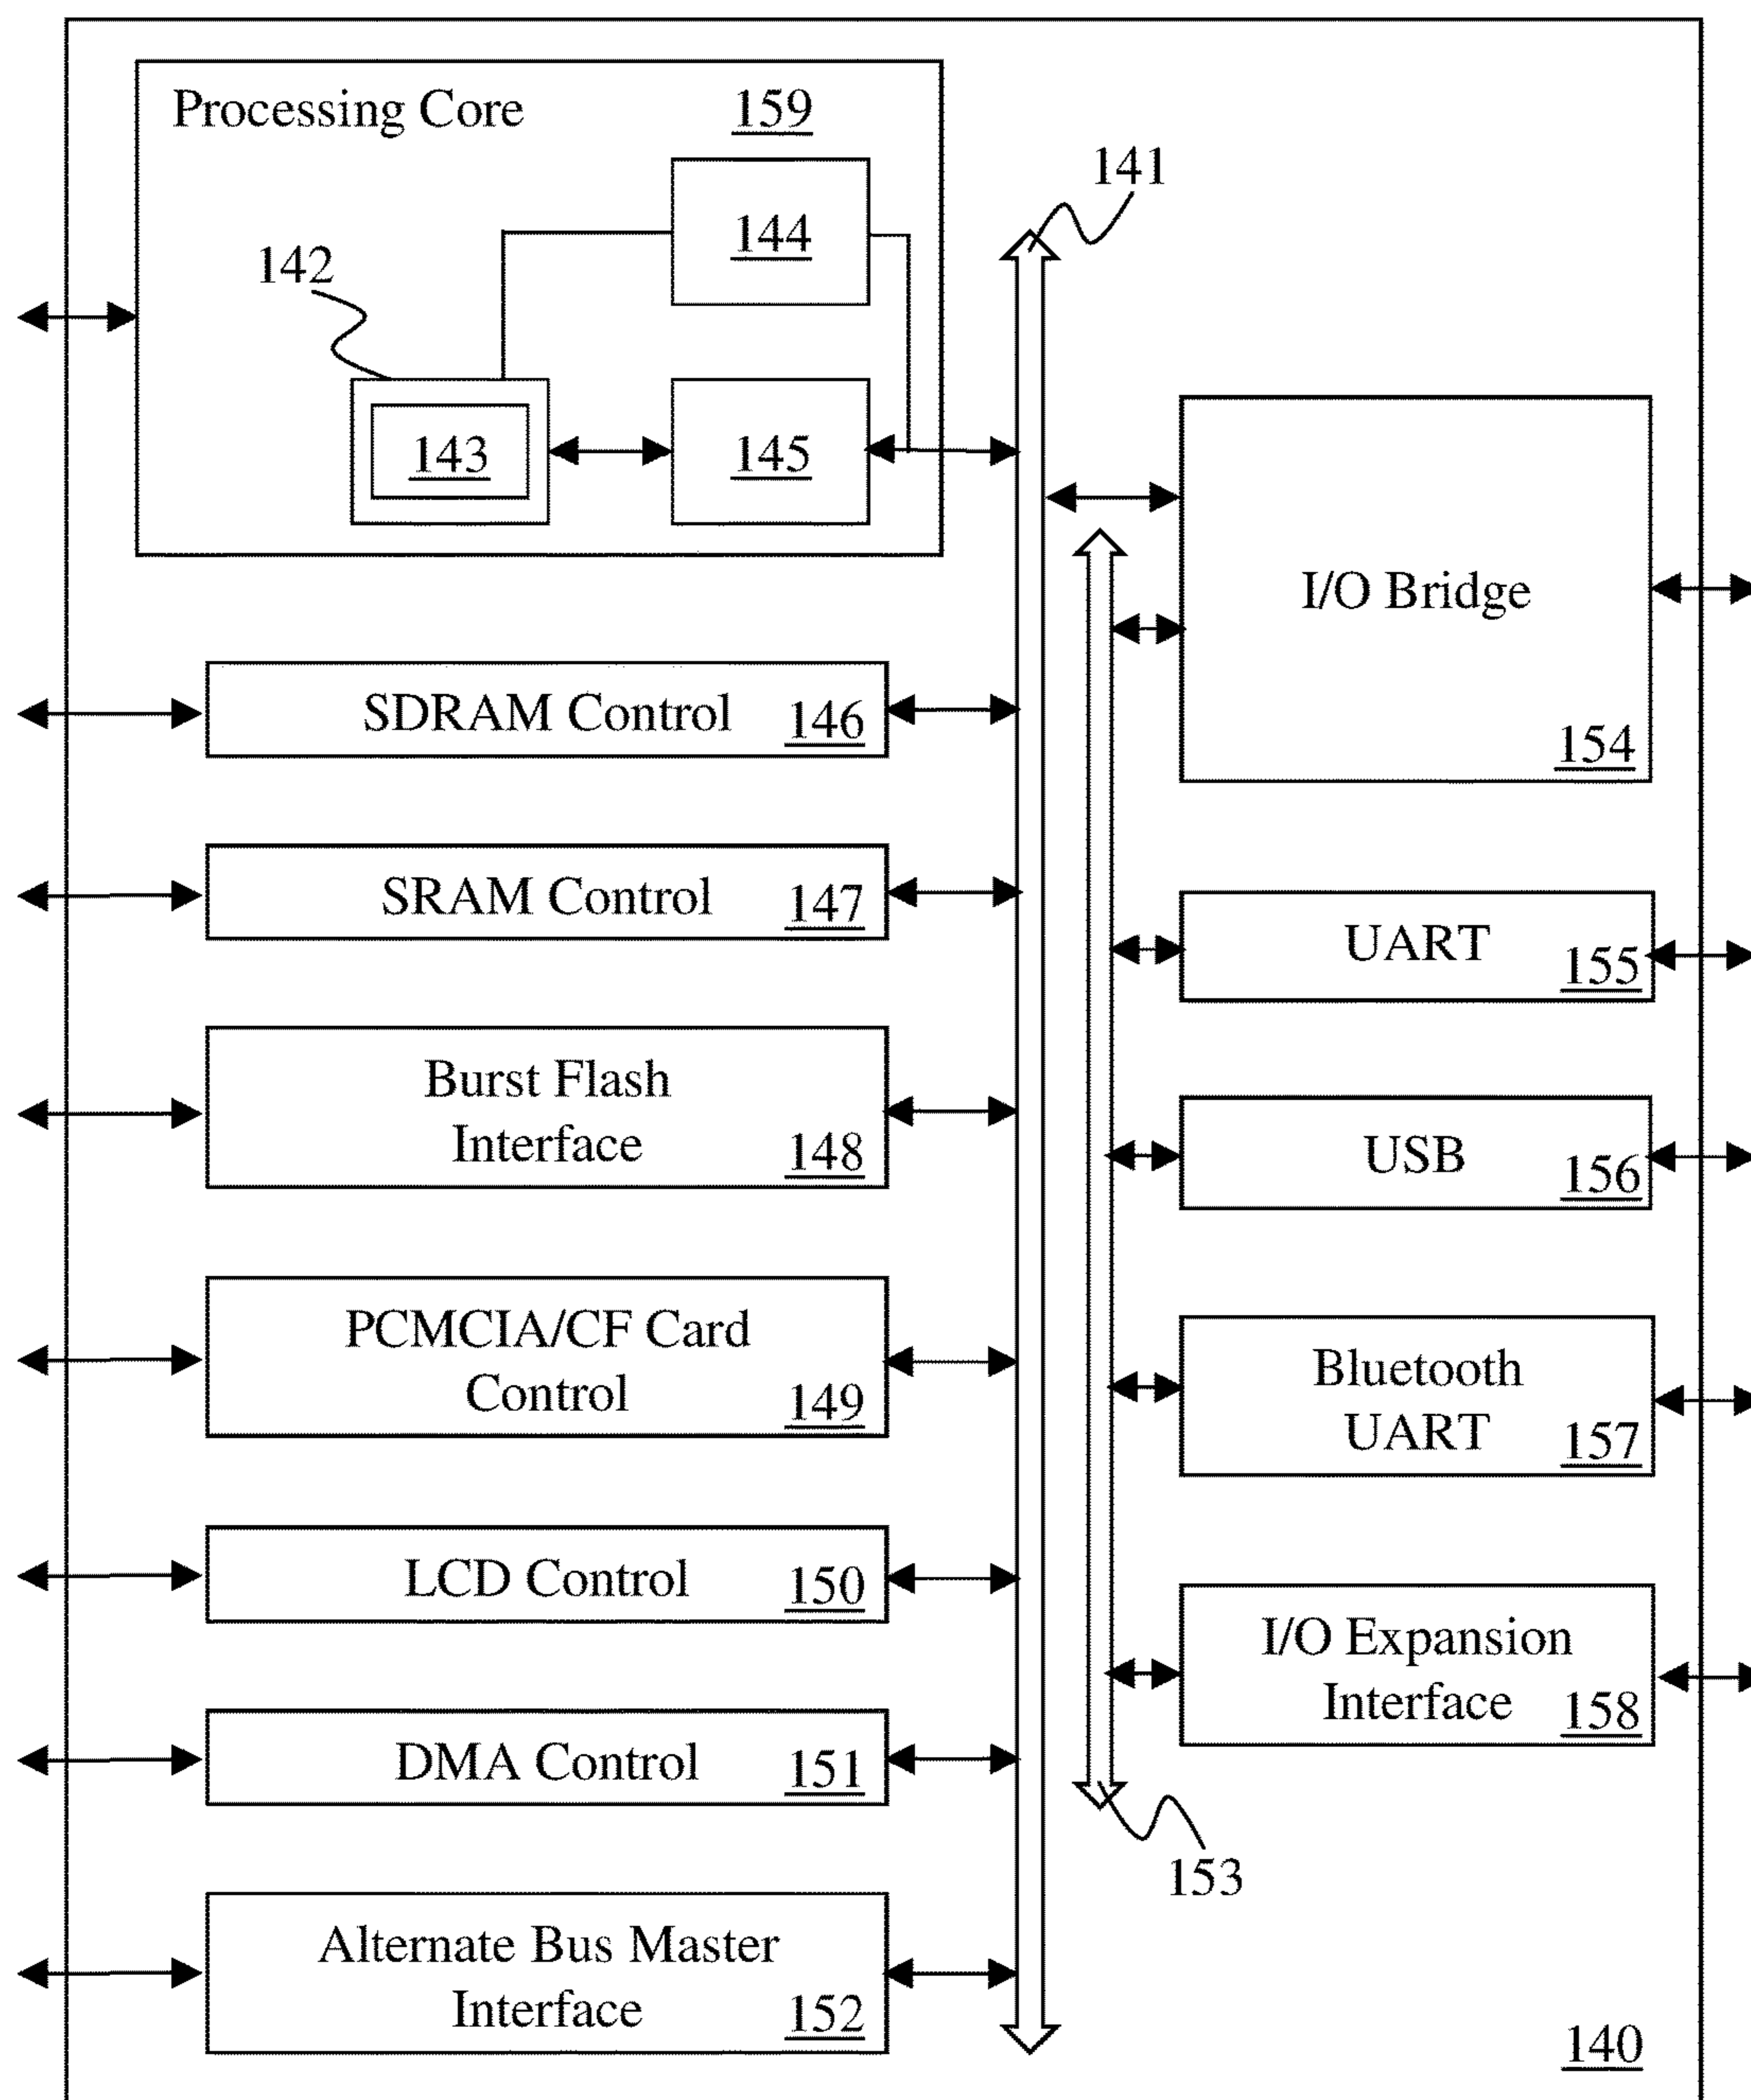 Processing Core 159
144
141
142
143
145
I/O Bridge
154
SDRAM Control 146
SRAM Control 147
Burst Flash
Interface 148
PCMCIA/CF Card
Control 149
LCD Control 150
DMA Control 151
Alternate Bus Master
Interface 152
UART 155
USB 156
Bluetooth
UART 157
I/O Expansion
Interface 158
153
140